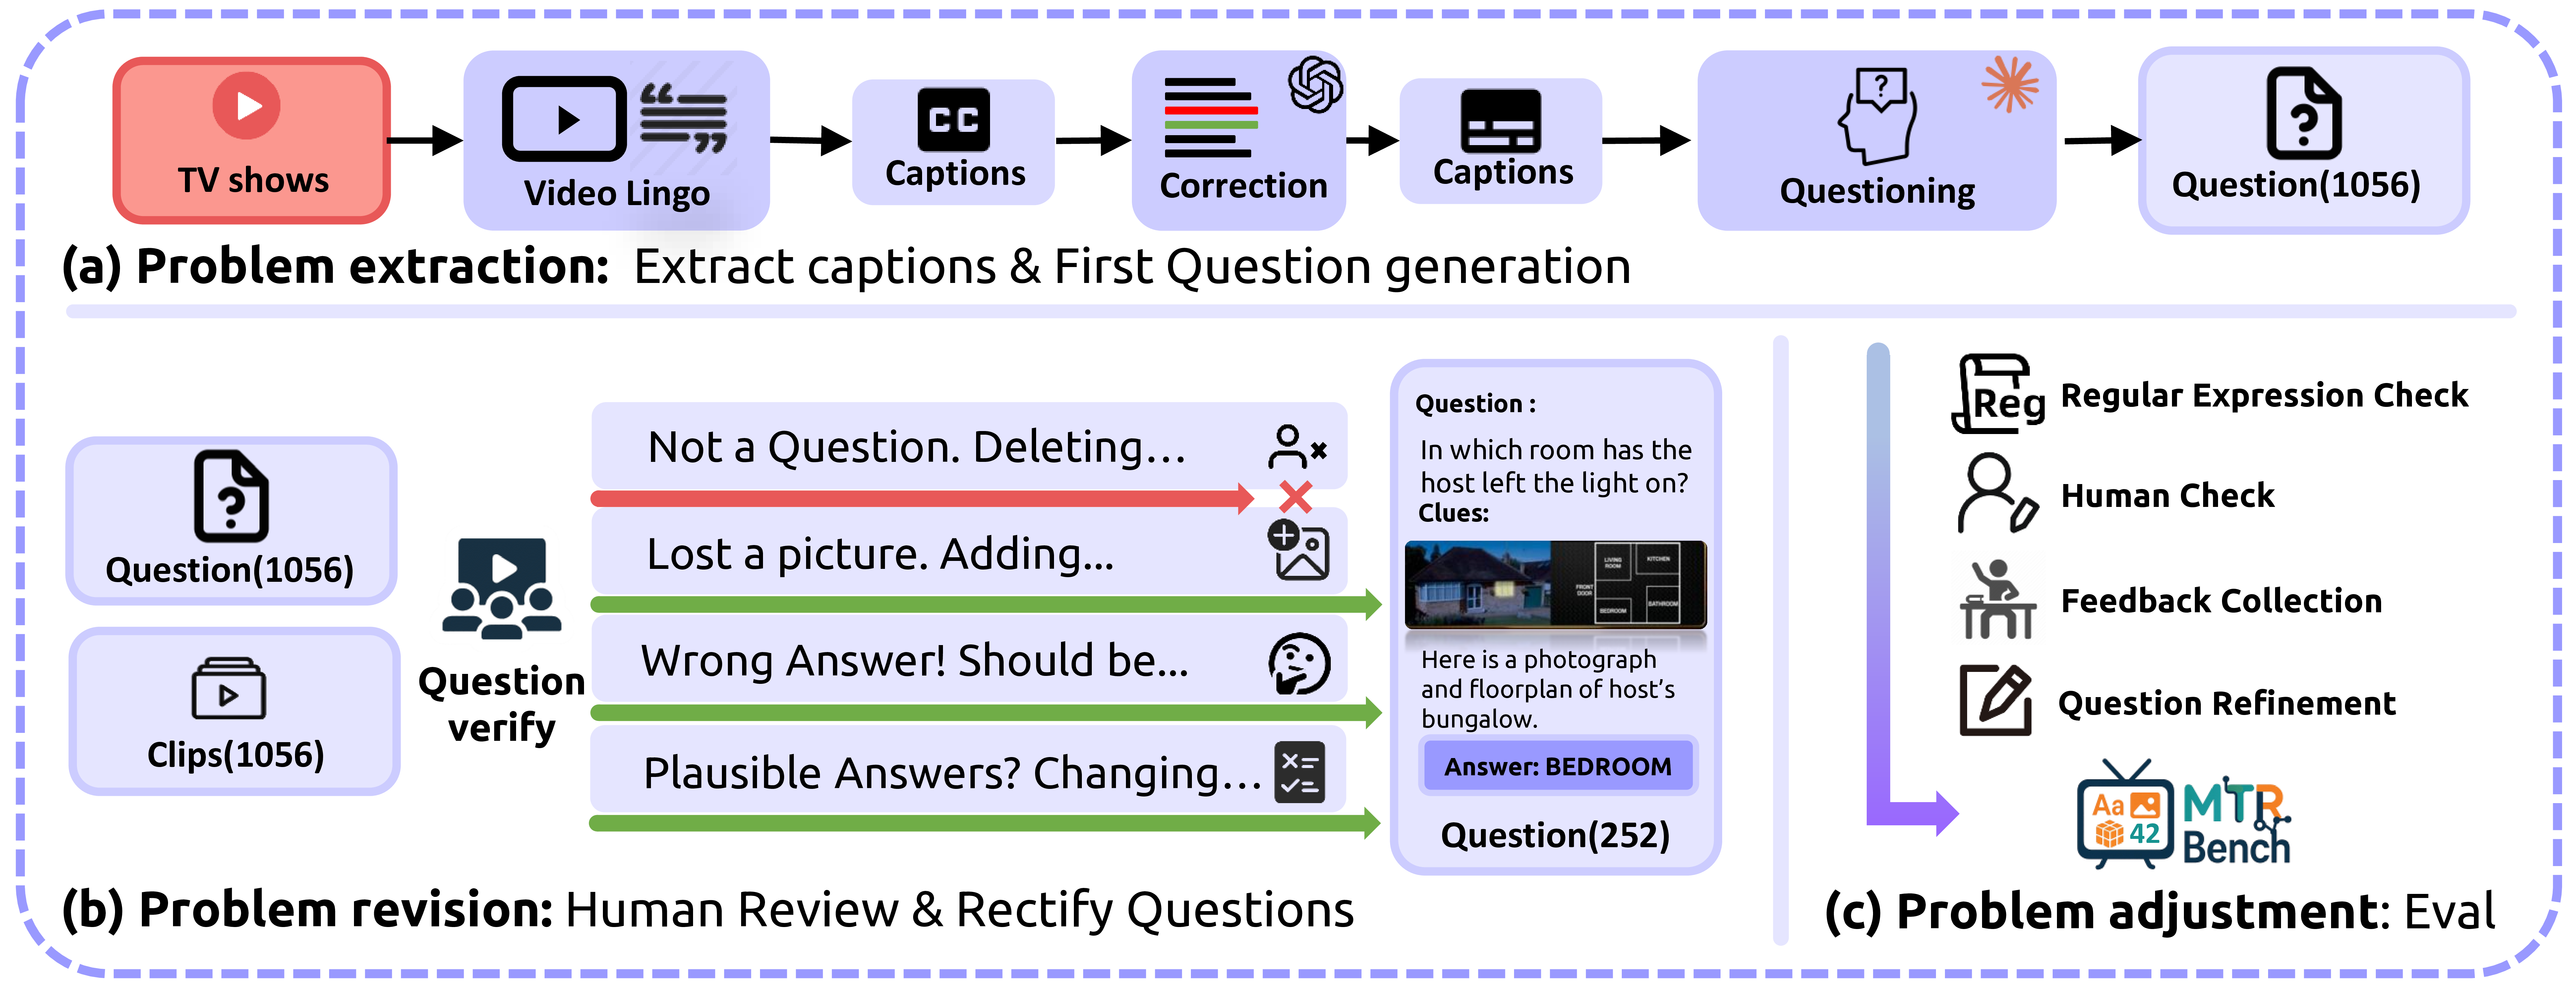 TV shows
Video Lingo
CC
Captions
Correction
Captions
?
Questioning
?
Question(1056)
(a) Problem extraction: Extract captions & First Question generation
?
Question(1056)
Clips(1056)
Question
verify
Not a Question. Deleting...
Lost a picture. Adding...
Wrong Answer! Should be...
Plausible Answers? Changing...
Question :
In which room has the
host left the light on?
Clues:
LIVING
ROOM
KITCHEN
FRONT
DOOR
BEDROOM
BATHROOM
Here is a photograph
and floorplan of host's
bungalow.
Answer: BEDROOM
Question(252)
(b) Problem revision: Human Review & Rectify Questions
Reg
Regular Expression Check
Human Check
Feedback Collection
Question Refinement
Aa
42
MTR
Bench
(c) Problem adjustment: Eval